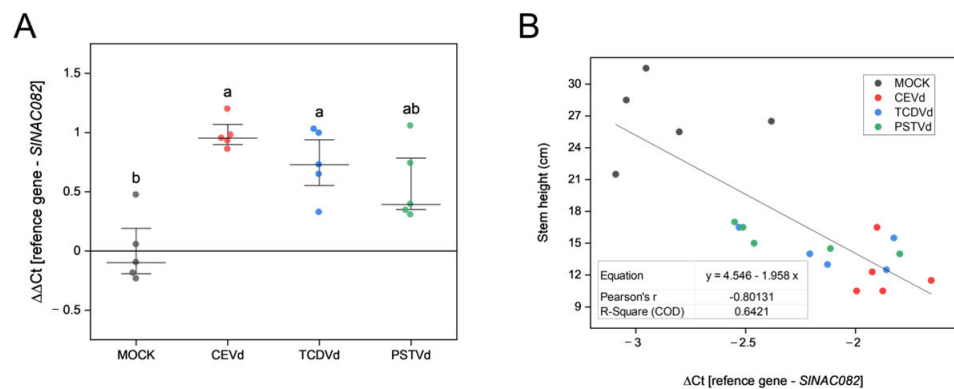 A
ΔΔCt [refence gene - SlNAC082]
1.5
1
0.5
0
− 0.5
b
a
a
ab
MOCK
CEVd
TCDVd
PSTVd
B
Stem height (cm)
30
27
24
21
18
15
12
9
MOCK
CEVd
TCDVd
PSTVd
Equation y = 4.546 - 1.958 x
Pearson's r -0.80131
R-Square (COD) 0.6421
− 3
−2.5
−2
ΔCt [refence gene - SlNAC082]